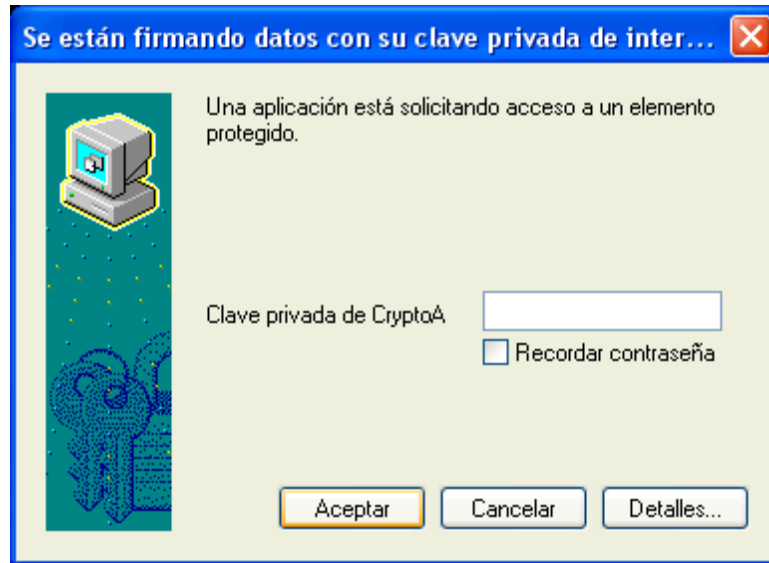 Se están firmando datos con su clave privada de inter...
Una aplicación está solicitando acceso a un elemento
protegido.
Clave privada de CryptoA
Recordar contraseña
Aceptar
Cancelar
Detalles...